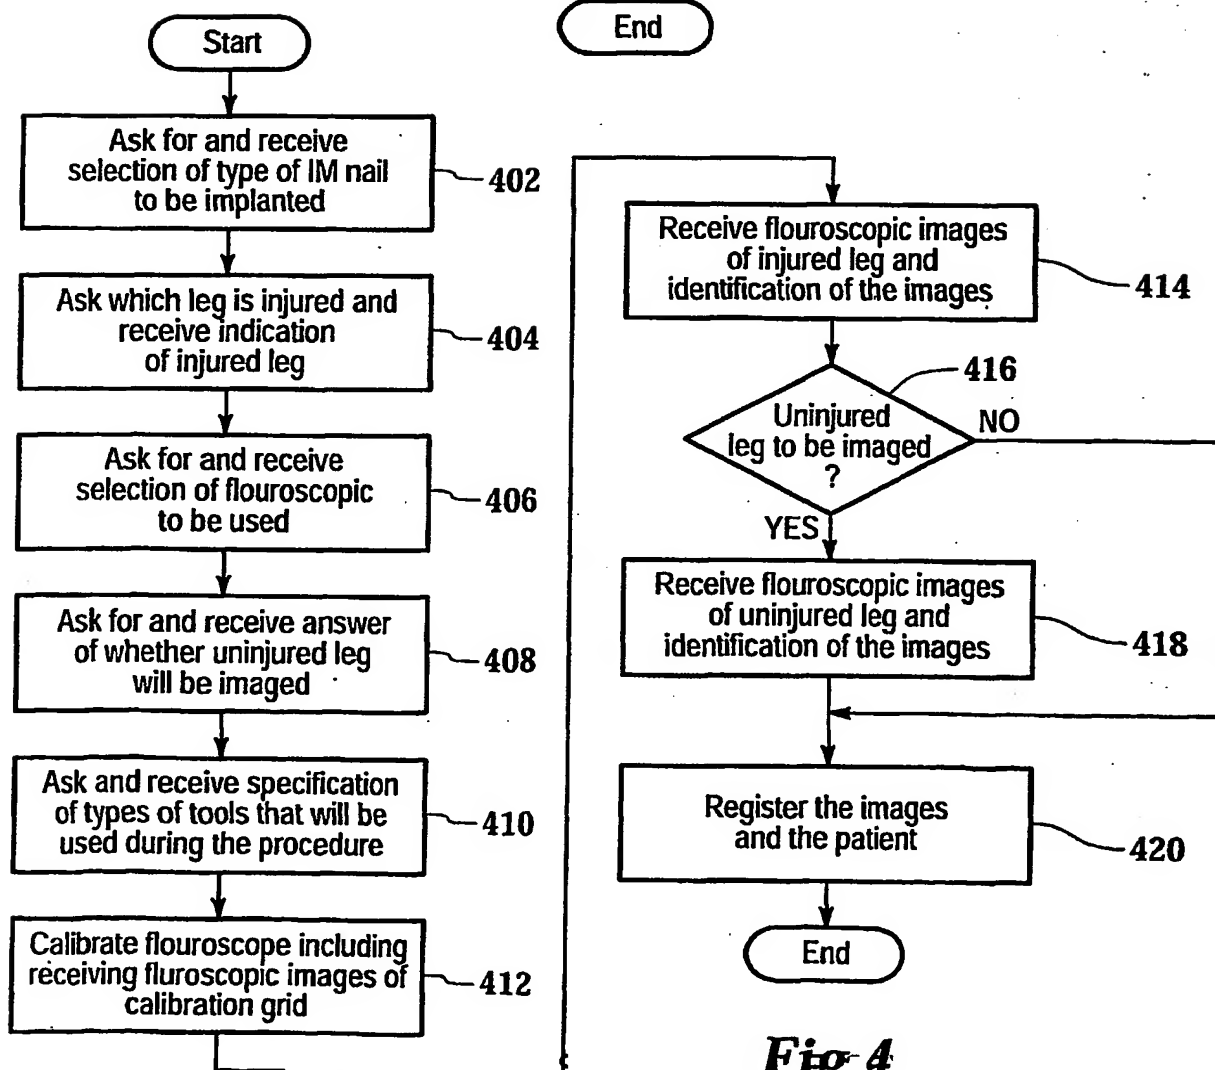 Start
End
Ask for and receive
selection of type of IM nail
to be implanted
402
Ask which leg is injured and
receive indication
of injured leg
404
Ask for and receive
selection of flouroscopic
to be used
406
Ask for and receive answer
of whether uninjured leg
will be imaged
408
Ask and receive specification
of types of tools that will be
used during the procedure
410
Calibrate flouroscope including
receiving fluroscopic images of
calibration grid
412
Receive flouroscopic images
of injured leg and
identification of the images
414
416
Uninjured
leg to be imaged
?
NO
YES
Receive flouroscopic images
of uninjured leg and
identification of the images
418
Register the images
and the patient
420
End
Fig 4